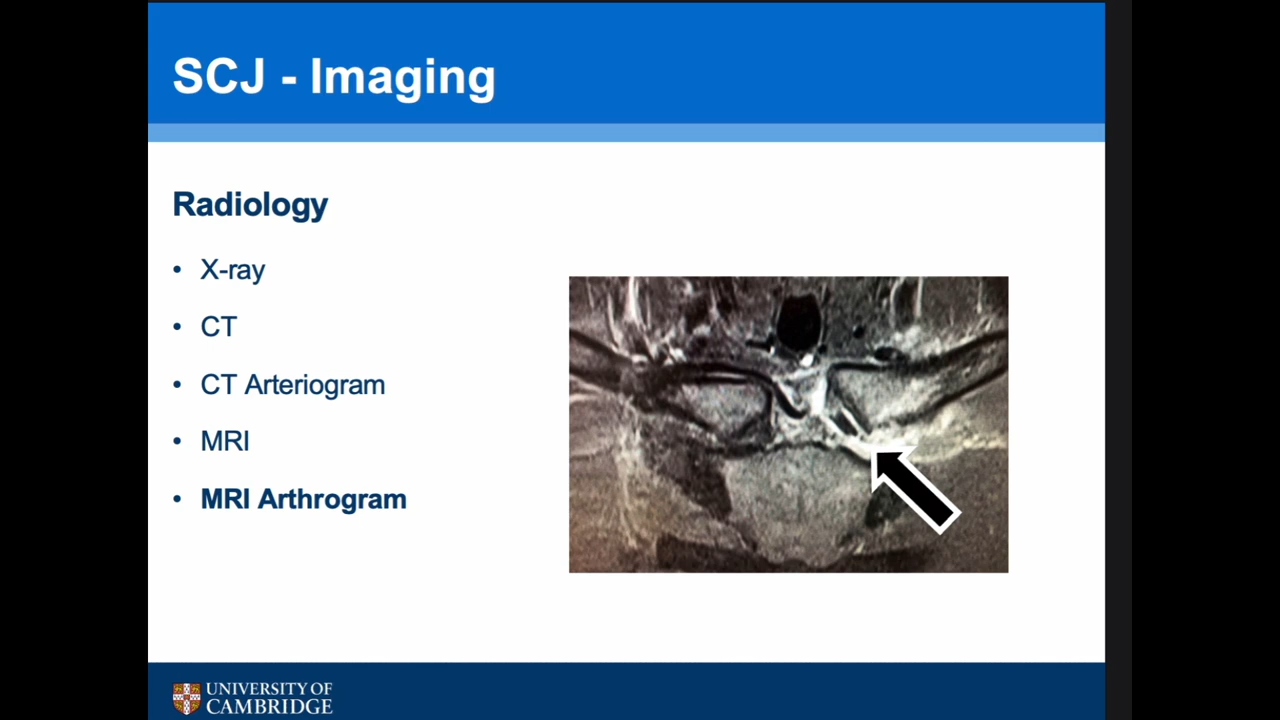 SCJ - Imaging
Radiology
• X-ray
• CT
• CT Arteriogram
• MRI
• MRI Arthrogram
UNIVERSITY OF
CAMBRIDGE